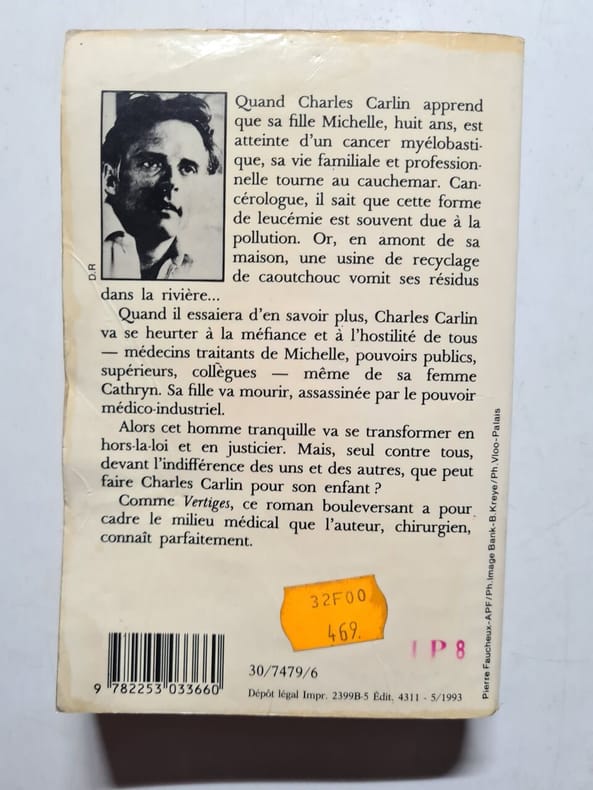 Quand Charles Carlin apprend
que sa fille Michelle, huit ans, est
atteinte d'un cancer myélobasti-
que, sa vie familiale et profession-
nelle tourne au cauchemar. Can-
cérologue, il sait que cette forme
de leucémie est souvent due à la
pollution. Or, en amont de sa
maison, une usine de recyclage
de caoutchouc vomit ses résidus
dans la rivière...
Quand il essaiera d'en savoir plus, Charles Carlin
va se heurter à la méfiance et à l'hostilité de tous
— médecins traitants de Michelle, pouvoirs publics,
supérieurs, collègues — même de sa femme
Cathryn. Sa fille va mourir, assassinée par le pouvoir
médico-industriel.
Alors cet homme tranquille va se transformer en
hors-la-loi et en justicier. Mais, seul contre tous,
devant l'indifférence des uns et des autres, que peut
faire Charles Carlin pour son enfant ?
Comme Vertiges, ce roman bouleversant a pour
cadre le milieu médical que l'auteur, chirurgien,
connaît parfaitement.
D.R
32F00
469.
1 P 8
9 782253 033660
30/7479/6
Dépôt légal Impr. 2399B-5 Édit. 4311 - 5/1993
Pierre Faucheux-APF/Ph.Image Bank-B.Kreye/Ph.Vloo-Palais